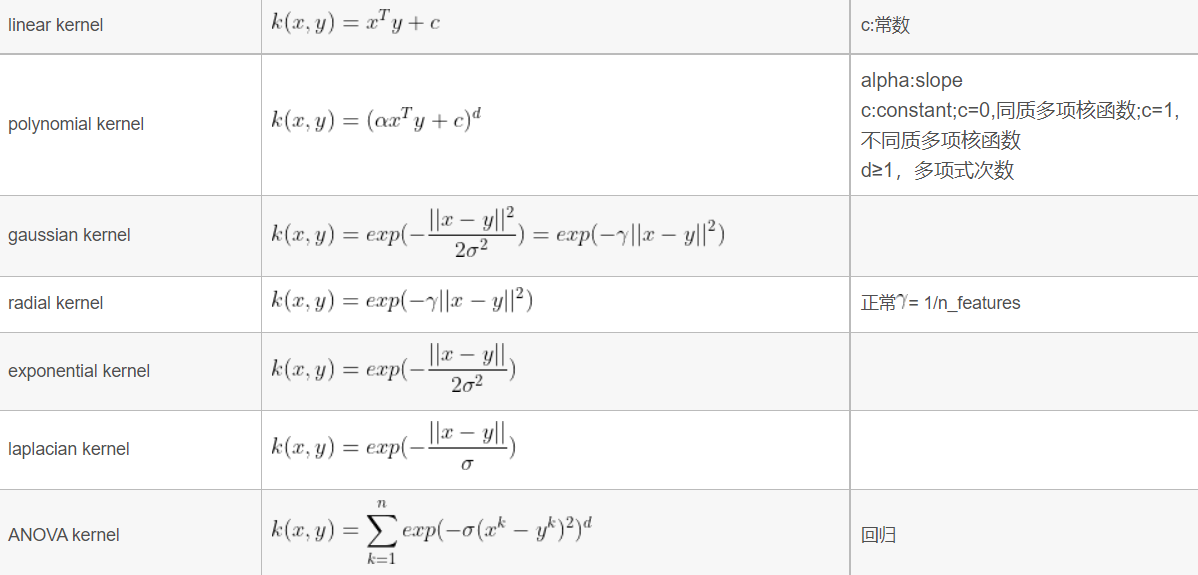 linear kernel k(x, y) = x^T y + c c:常数
alpha:slope
c:constant;c=0,同质多项核函数;c=1,
polynomial kernel k(x, y) = (αx^T y + c)^d
不同质多项核函数
d≥1，多项式次数
gaussian kernel k(x, y) = exp(−||x − y||^2 / 2σ^2) = exp(−γ||x − y||^2)
radial kernel k(x, y) = exp(−γ||x − y||^2) 正常γ= 1/n_features
exponential kernel k(x, y) = exp(−||x − y|| / 2σ^2)
laplacian kernel k(x, y) = exp(−||x − y|| / σ)
ANOVA kernel k(x, y) = ∑_{k=1}^{n} exp(−σ(x^k − y^k)^2)^d 回归